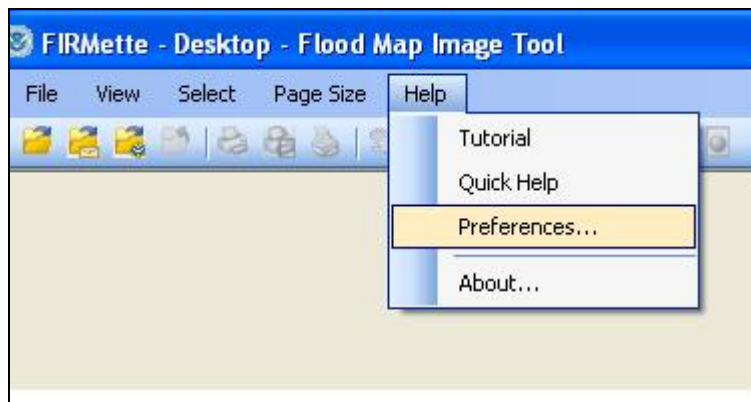 FIRMette - Desktop - Flood Map Image Tool
File View Select Page Size Help
Tutorial
Quick Help
Preferences...
About...